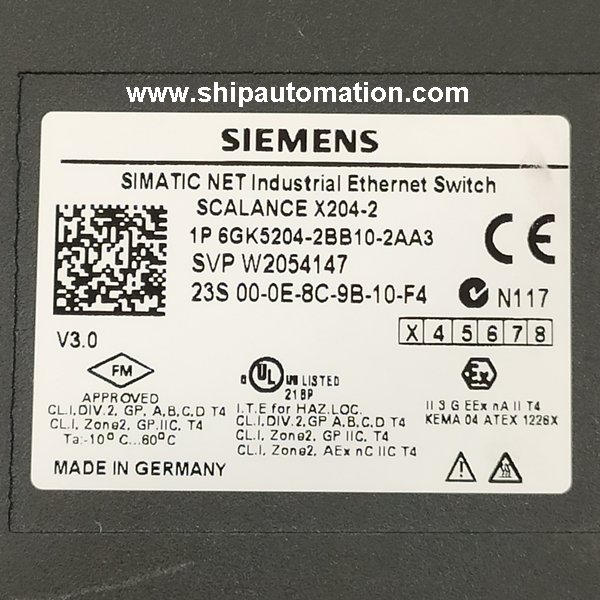 www.shipautomation.com
SIEMENS
SIMATIC NET Industrial Ethernet Switch
SCALANCE X204-2
1P 6GK5204-2BB10-2AA3
SVP W2054147
23S 00-0E-8C-9B-10-F4
N117
V3.0
X 4 5 6 7 8
FM
APPROVED
CL.I,DIV.2, GP, A,B,C,D T4
CL.I, Zone2, GP.IIC, T4
Ta:-10°C...60°C
UL LISTED
21BP
I.T.E for HAZ.LOC.
CL.I,DIV.2, GP A,B,C,D T4
CL.I, Zone2, GP IIC, T4
CL.I, Zone2, AEx nC IIC T4
Ex
II 3 G EEx nA II T4
KEMA 04 ATEX 1226X
MADE IN GERMANY